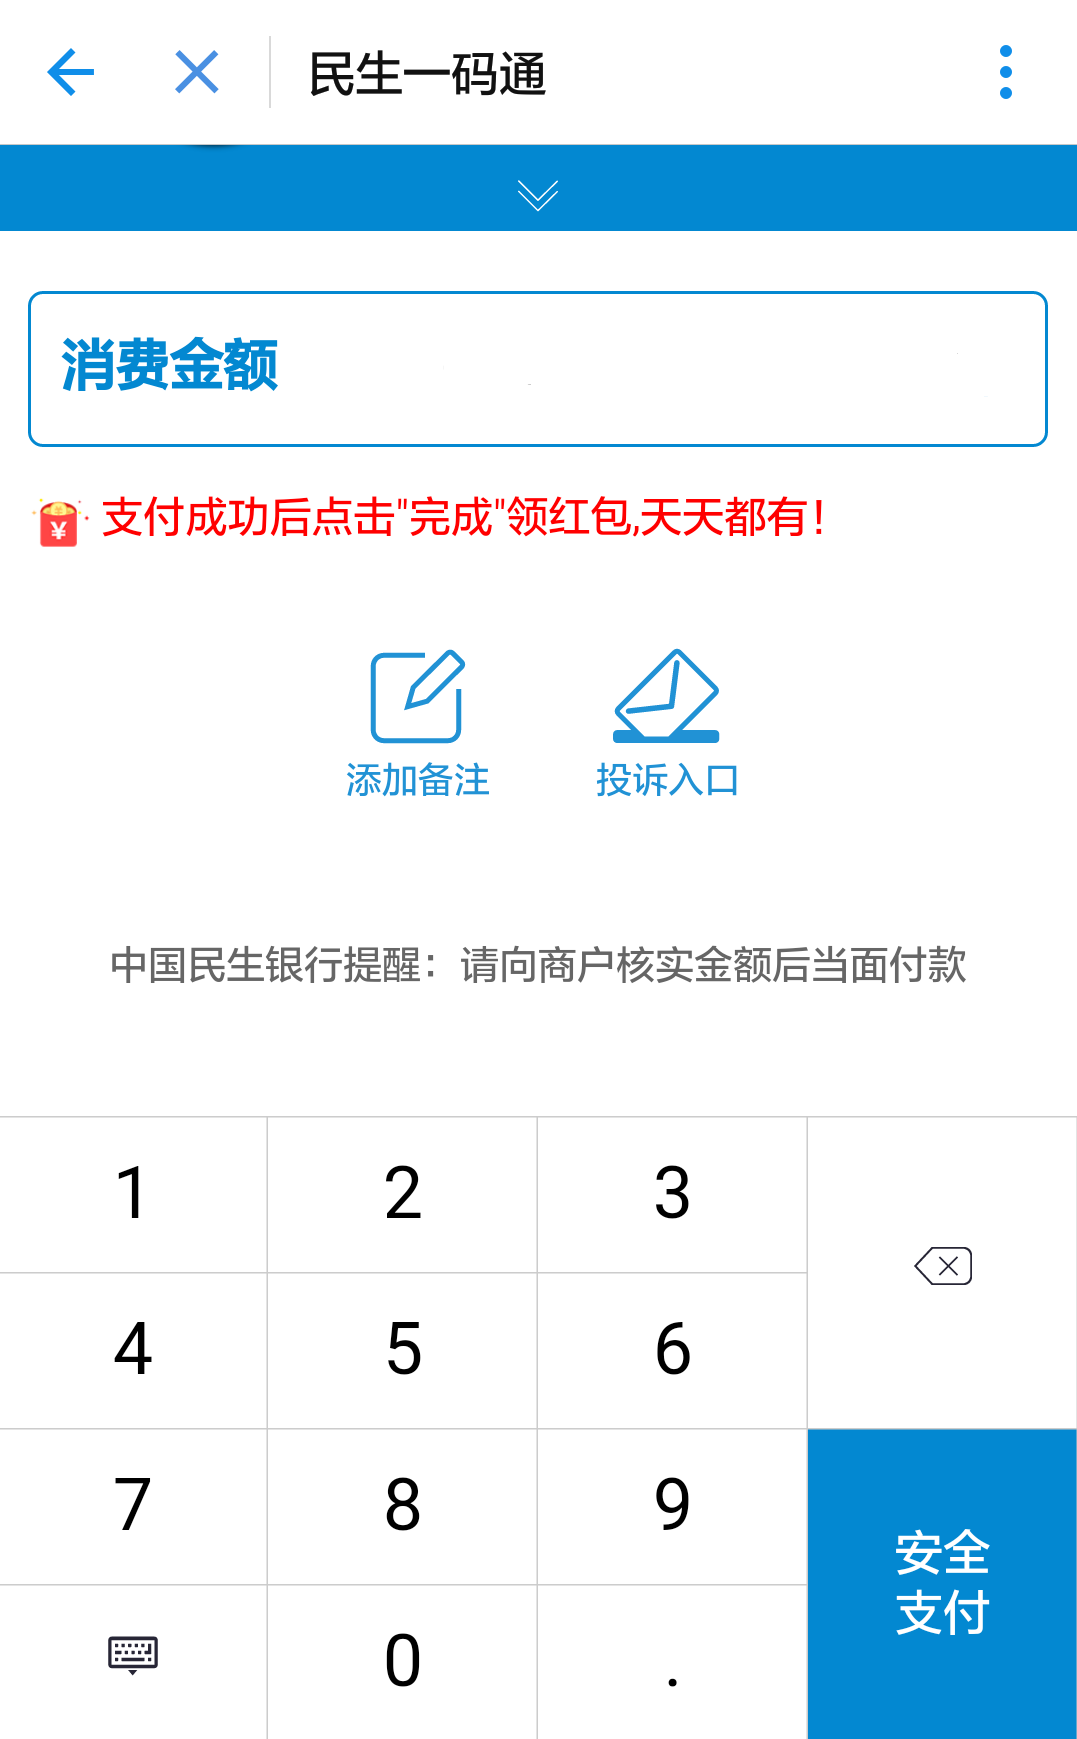 民生一码通
消费金额
支付成功后点击"完成"领红包,天天都有!
添加备注 投诉入口
中国民生银行提醒：请向商户核实金额后当面付款
1 2 3
4 5 6
7 8 9
安全
支付
0 .